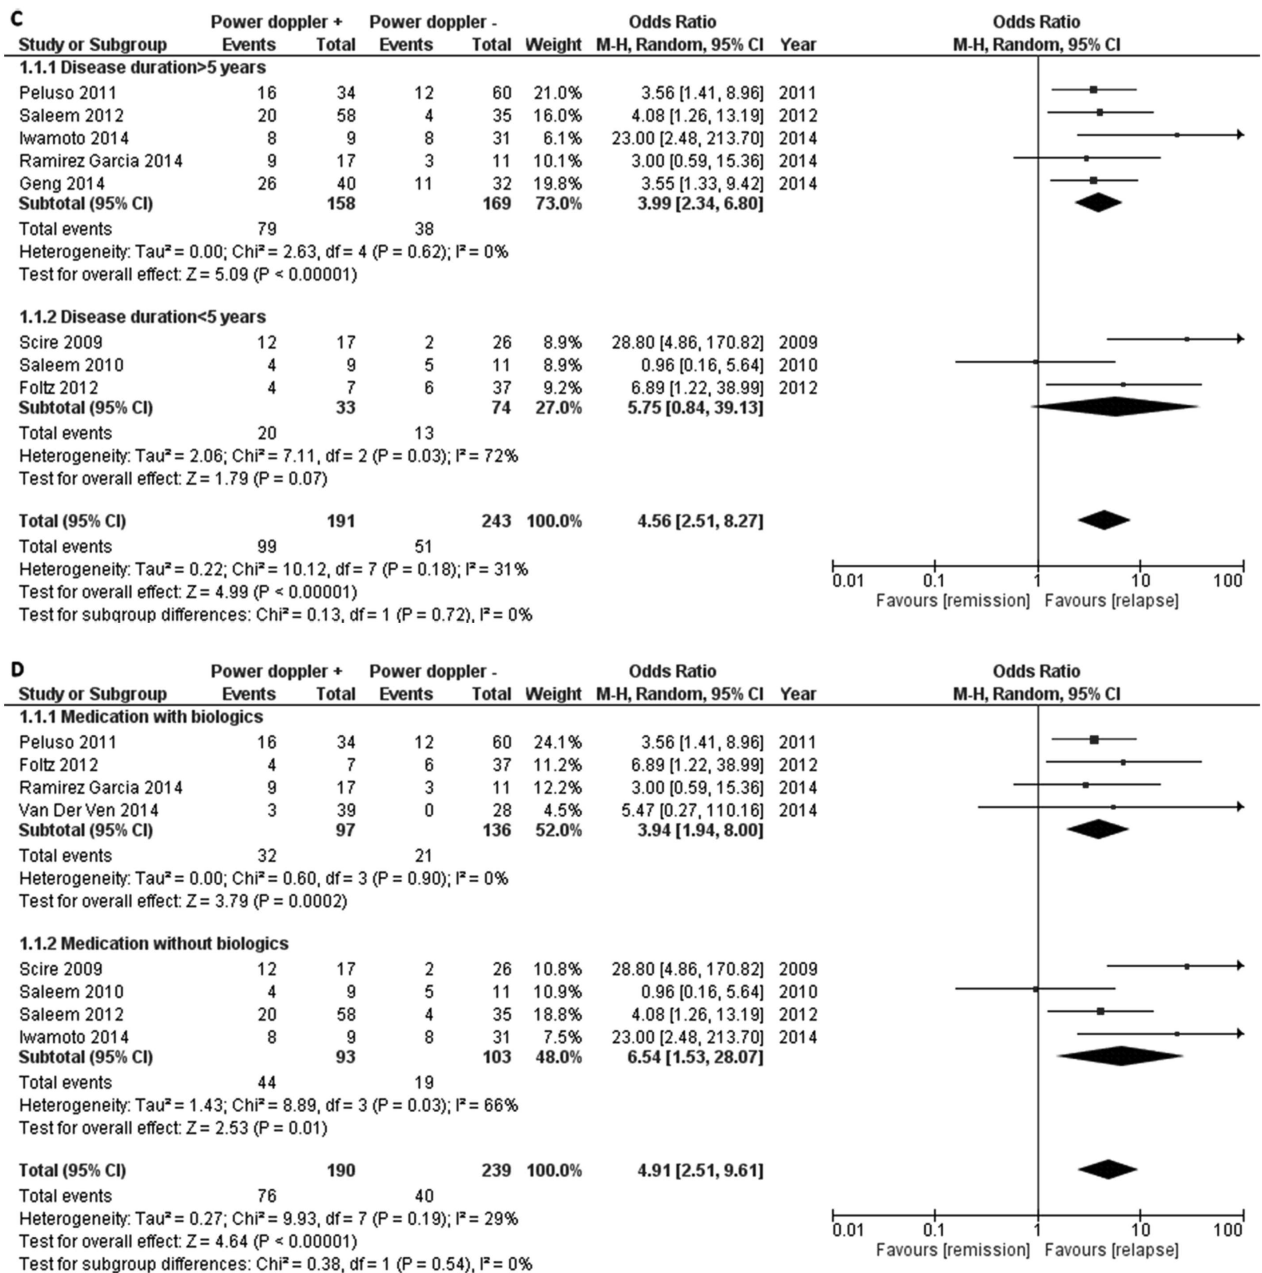 C
Power doppler + Power doppler - Odds Ratio Odds Ratio
Study or Subgroup Events Total Events Total Weight M-H, Random, 95% CI Year M-H, Random, 95% CI
1.1.1 Disease duration>5 years
Peluso 2011 16 34 12 60 21.0% 3.56 [1.41, 8.96] 2011
Saleem 2012 20 58 4 35 16.0% 4.08 [1.26, 13.19] 2012
Iwamoto 2014 8 9 8 31 6.1% 23.00 [2.48, 213.70] 2014
Ramirez Garcia 2014 9 17 3 11 10.1% 3.00 [0.59, 15.36] 2014
Geng 2014 26 40 11 32 19.8% 3.55 [1.33, 9.42] 2014
Subtotal (95% CI) 158 169 73.0% 3.99 [2.34, 6.80]
Total events 79 38
Heterogeneity: Tau² = 0.00; Chi² = 2.63, df = 4 (P = 0.62); I² = 0%
Test for overall effect: Z = 5.09 (P < 0.00001)
1.1.2 Disease duration<5 years
Scire 2009 12 17 2 26 8.9% 28.80 [4.86, 170.82] 2009
Saleem 2010 4 9 5 11 8.9% 0.96 [0.16, 5.64] 2010
Foltz 2012 4 7 6 37 9.2% 6.89 [1.22, 38.99] 2012
Subtotal (95% CI) 33 74 27.0% 5.75 [0.84, 39.13]
Total events 20 13
Heterogeneity: Tau² = 2.06; Chi² = 7.11, df = 2 (P = 0.03); I² = 72%
Test for overall effect: Z = 1.79 (P = 0.07)
Total (95% CI) 191 243 100.0% 4.56 [2.51, 8.27]
Total events 99 51
Heterogeneity: Tau² = 0.22; Chi² = 10.12, df = 7 (P = 0.18); I² = 31%
Test for overall effect: Z = 4.99 (P < 0.00001)
Test for subgroup differences: Chi² = 0.13, df = 1 (P = 0.72), I² = 0%
0.01 0.1 1 10 100
Favours [remission] Favours [relapse]
D
Power doppler + Power doppler - Odds Ratio Odds Ratio
Study or Subgroup Events Total Events Total Weight M-H, Random, 95% CI Year M-H, Random, 95% CI
1.1.1 Medication with biologics
Peluso 2011 16 34 12 60 24.1% 3.56 [1.41, 8.96] 2011
Foltz 2012 4 7 6 37 11.2% 6.89 [1.22, 38.99] 2012
Ramirez Garcia 2014 9 17 3 11 12.2% 3.00 [0.59, 15.36] 2014
Van Der Ven 2014 3 39 0 28 4.5% 5.47 [0.27, 110.16] 2014
Subtotal (95% CI) 97 136 52.0% 3.94 [1.94, 8.00]
Total events 32 21
Heterogeneity: Tau² = 0.00; Chi² = 0.60, df = 3 (P = 0.90); I² = 0%
Test for overall effect: Z = 3.79 (P = 0.0002)
1.1.2 Medication without biologics
Scire 2009 12 17 2 26 10.8% 28.80 [4.86, 170.82] 2009
Saleem 2010 4 9 5 11 10.9% 0.96 [0.16, 5.64] 2010
Saleem 2012 20 58 4 35 18.8% 4.08 [1.26, 13.19] 2012
Iwamoto 2014 8 9 8 31 7.5% 23.00 [2.48, 213.70] 2014
Subtotal (95% CI) 93 103 48.0% 6.54 [1.53, 28.07]
Total events 44 19
Heterogeneity: Tau² = 1.43; Chi² = 8.89, df = 3 (P = 0.03); I² = 66%
Test for overall effect: Z = 2.53 (P = 0.01)
Total (95% CI) 190 239 100.0% 4.91 [2.51, 9.61]
Total events 76 40
Heterogeneity: Tau² = 0.27; Chi² = 9.93, df = 7 (P = 0.19); I² = 29%
Test for overall effect: Z = 4.64 (P < 0.00001)
Test for subgroup differences: Chi² = 0.38, df = 1 (P = 0.54), I² = 0%
0.01 0.1 1 10 100
Favours [remission] Favours [relapse]